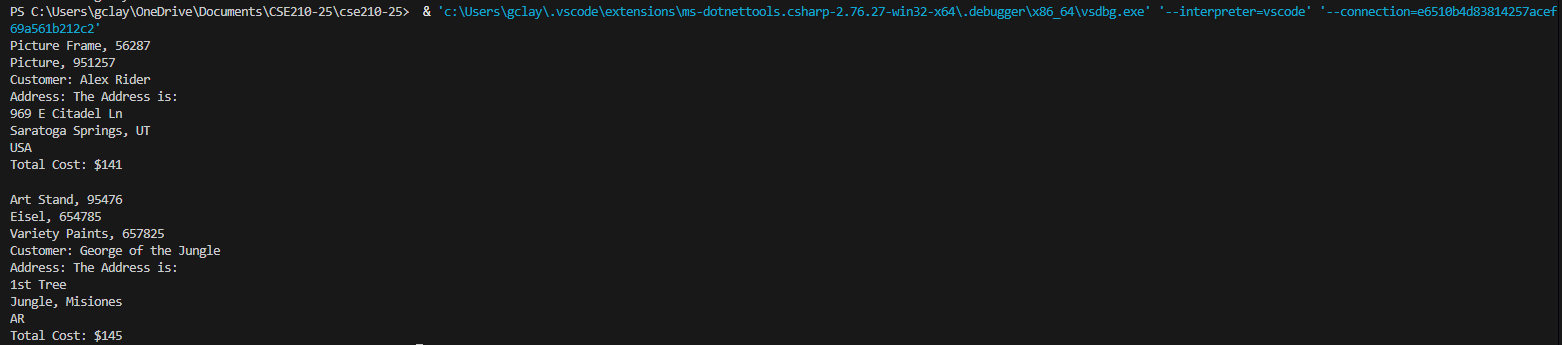 PS C:\Users\gclay\OneDrive\Documents\CSE210-25\cse210-25>  & 'c:\Users\gclay\.vscode\extensions\ms-dotnettools.csharp-2.76.27-win32-x64\.debugger\x86_64\vsdbg.exe' '--interpreter=vscode' '--connection=e6510b4d83814257acef
69a561b212c2'
Picture Frame, 56287
Picture, 951257
Customer: Alex Rider
Address: The Address is:
969 E Citadel Ln
Saratoga Springs, UT
USA
Total Cost: $141

Art Stand, 95476
Eisel, 654785
Variety Paints, 657825
Customer: George of the Jungle
Address: The Address is:
1st Tree
Jungle, Misiones
AR
Total Cost: $145